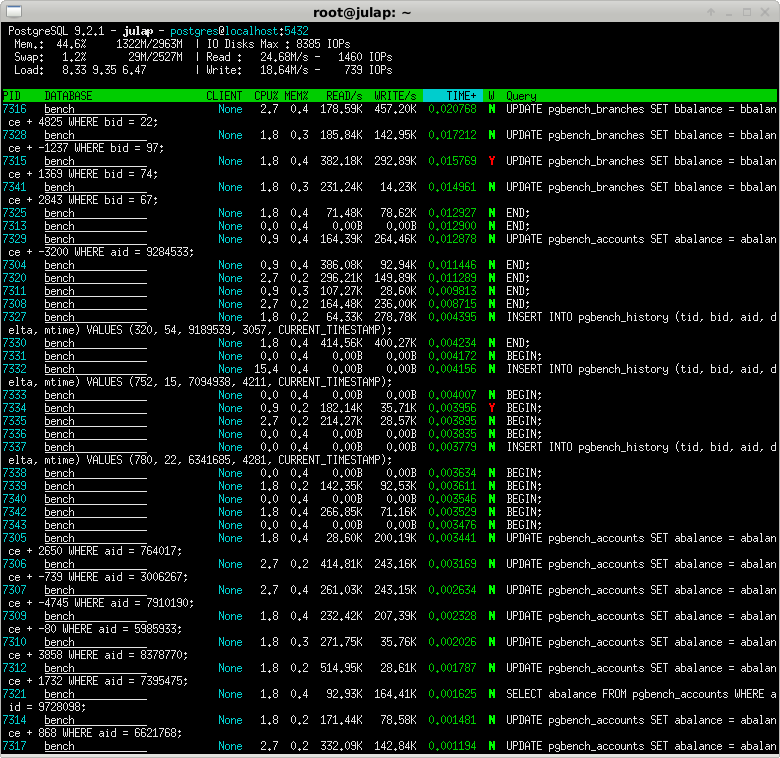 root@julap: ~
PostgreSQL 9.2.1 - julap - postgres@localhost:5432
Mem.: 44.6% 1322M/2963M | IO Disks Max : 8385 IOPs
Swap: 1.2% 29M/2527M | Read : 24.68M/s - 1460 IOPs
Load: 8.33 9.35 6.47 | Write: 18.64M/s - 739 IOPs
PID DATABASE CLIENT CPU% MEM% READ/s WRITE/s TIME+ W Query
7316 bench None 2.7 0.4 178.59K 457.20K 0.020768 N UPDATE pgbench_branches SET bbalance = bbalan
ce + 4825 WHERE bid = 22;
7328 bench None 1.8 0.3 185.84K 142.95K 0.017212 N UPDATE pgbench_branches SET bbalance = bbalan
ce + -1237 WHERE bid = 97;
7315 bench None 1.8 0.4 382.18K 292.89K 0.015769 Y UPDATE pgbench_branches SET bbalance = bbalan
ce + 1369 WHERE bid = 74;
7341 bench None 1.8 0.3 231.24K 14.23K 0.014961 N UPDATE pgbench_branches SET bbalance = bbalan
ce + 2843 WHERE bid = 67;
7325 bench None 1.8 0.4 71.48K 78.62K 0.012927 N END;
7313 bench None 0.0 0.4 0.00B 0.00B 0.012900 N END;
7329 bench None 0.9 0.4 164.39K 264.46K 0.012878 N UPDATE pgbench_accounts SET abalance = abalan
ce + -3200 WHERE aid = 9284533;
7304 bench None 0.9 0.4 386.08K 92.94K 0.011446 N END;
7320 bench None 2.7 0.2 296.21K 149.89K 0.011289 N END;
7311 bench None 0.9 0.3 107.27K 28.60K 0.009813 N END;
7308 bench None 2.7 0.2 164.48K 236.00K 0.008715 N END;
7327 bench None 1.8 0.2 64.33K 278.78K 0.004395 N INSERT INTO pgbench_history (tid, bid, aid, d
elta, mtime) VALUES (320, 54, 9189539, 3057, CURRENT_TIMESTAMP);
7330 bench None 1.8 0.4 414.56K 400.27K 0.004234 N END;
7331 bench None 0.0 0.4 0.00B 0.00B 0.004172 N BEGIN;
7332 bench None 15.4 0.4 0.00B 0.00B 0.004156 N INSERT INTO pgbench_history (tid, bid, aid, d
elta, mtime) VALUES (752, 15, 7094938, 4211, CURRENT_TIMESTAMP);
7333 bench None 0.0 0.4 0.00B 0.00B 0.004007 N BEGIN;
7334 bench None 0.9 0.2 182.14K 35.71K 0.003956 Y BEGIN;
7335 bench None 2.7 0.2 214.27K 28.57K 0.003895 N BEGIN;
7336 bench None 0.0 0.4 0.00B 0.00B 0.003835 N BEGIN;
7337 bench None 0.0 0.4 0.00B 0.00B 0.003779 N INSERT INTO pgbench_history (tid, bid, aid, d
elta, mtime) VALUES (780, 22, 6341685, 4281, CURRENT_TIMESTAMP);
7338 bench None 0.0 0.4 0.00B 0.00B 0.003634 N BEGIN;
7339 bench None 1.8 0.2 142.35K 92.53K 0.003611 N BEGIN;
7340 bench None 0.0 0.4 0.00B 0.00B 0.003546 N BEGIN;
7342 bench None 1.8 0.4 266.85K 71.16K 0.003529 N BEGIN;
7343 bench None 0.0 0.4 0.00B 0.00B 0.003476 N BEGIN;
7305 bench None 1.8 0.4 28.60K 200.19K 0.003441 N UPDATE pgbench_accounts SET abalance = abalan
ce + 2650 WHERE aid = 764017;
7306 bench None 2.7 0.2 414.81K 243.16K 0.003169 N UPDATE pgbench_accounts SET abalance = abalan
ce + -739 WHERE aid = 3006267;
7307 bench None 2.7 0.4 261.03K 243.15K 0.002634 N UPDATE pgbench_accounts SET abalance = abalan
ce + -4745 WHERE aid = 7910190;
7309 bench None 1.8 0.4 232.42K 207.39K 0.002328 N UPDATE pgbench_accounts SET abalance = abalan
ce + -80 WHERE aid = 5985933;
7310 bench None 1.8 0.3 271.75K 35.76K 0.002026 N UPDATE pgbench_accounts SET abalance = abalan
ce + 3858 WHERE aid = 8378770;
7312 bench None 1.8 0.2 514.95K 28.61K 0.001787 N UPDATE pgbench_accounts SET abalance = abalan
ce + 1732 WHERE aid = 7395475;
7321 bench None 1.8 0.4 92.93K 164.41K 0.001625 N SELECT abalance FROM pgbench_accounts WHERE a
id = 9728098;
7314 bench None 1.8 0.2 171.44K 78.58K 0.001481 N UPDATE pgbench_accounts SET abalance = abalan
ce + 868 WHERE aid = 6621768;
7317 bench None 2.7 0.2 332.09K 142.84K 0.001194 N UPDATE pgbench_accounts SET abalance = abalan